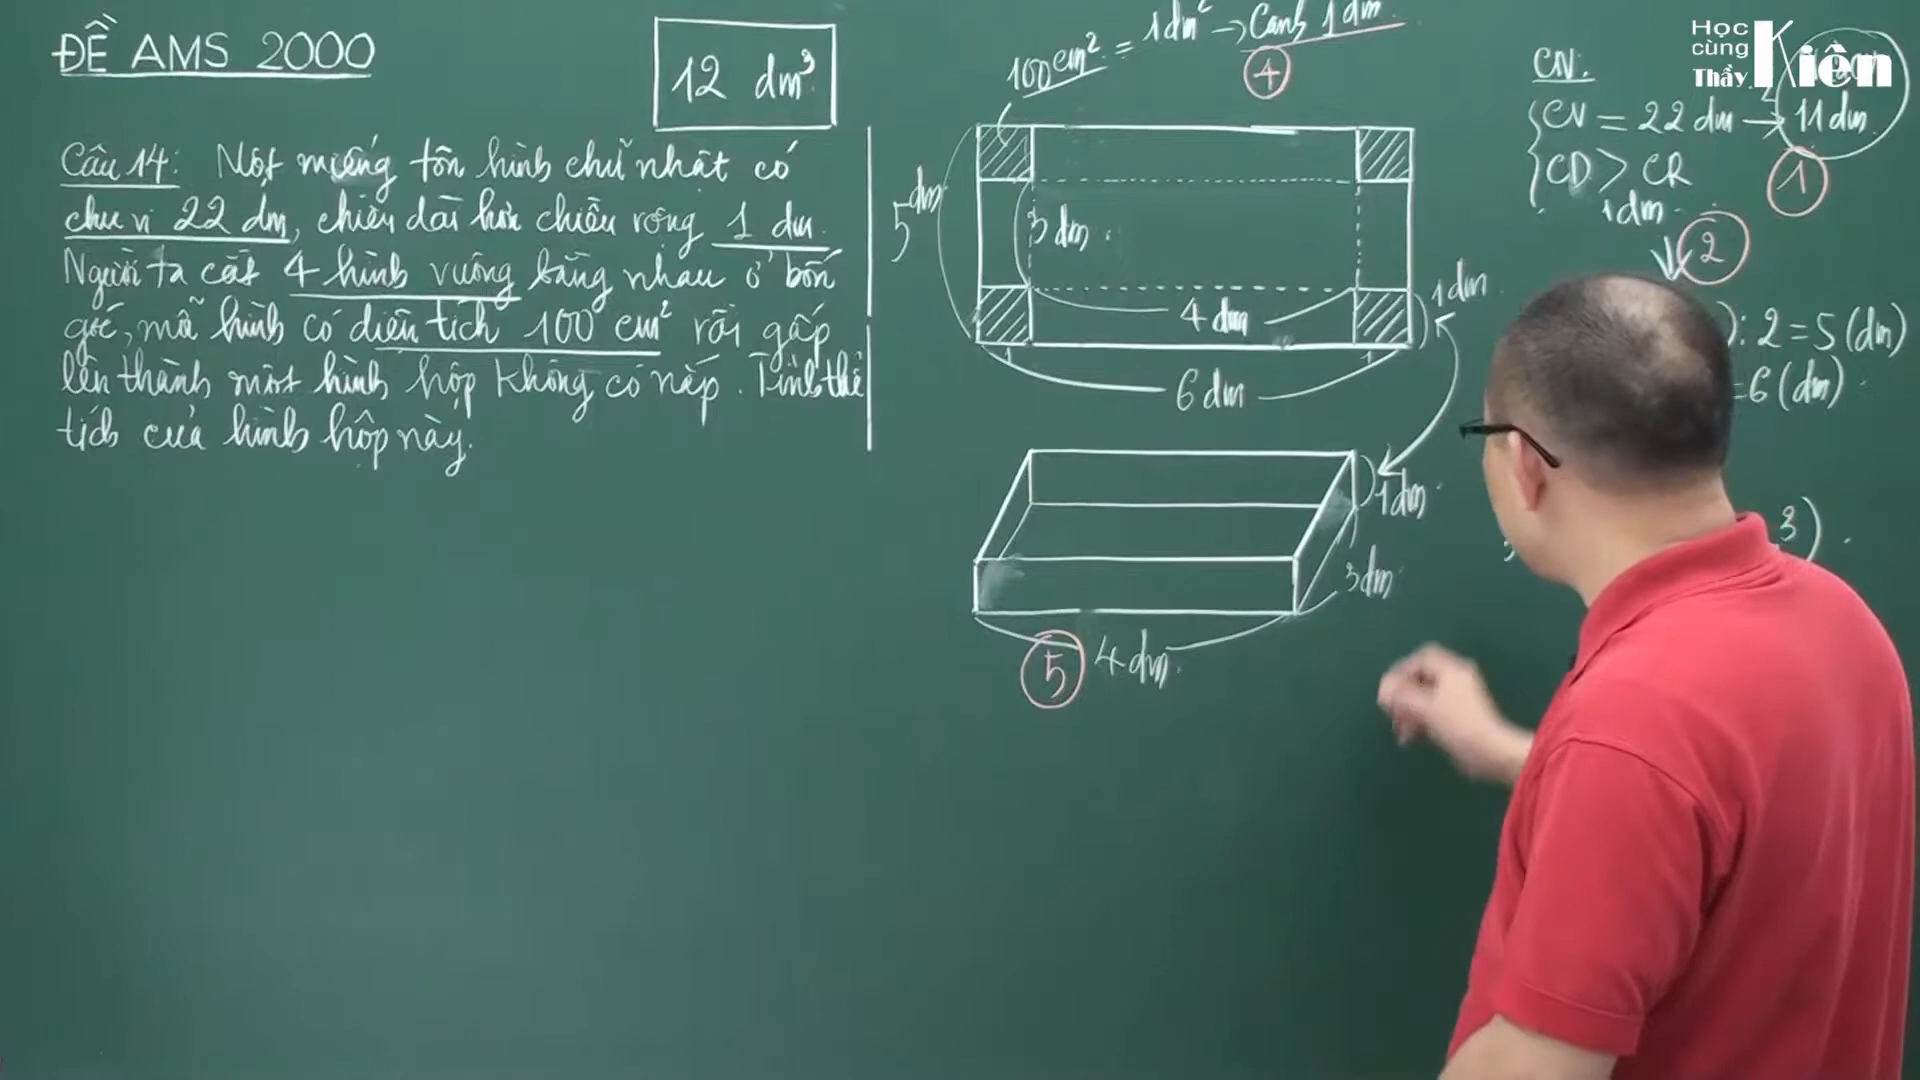 ĐỀ AMS 2000
12 dm³
Câu 14: Một miếng tôn hình chữ nhật có
chu vi 22 dm, chiều dài hơn chiều rộng 1 dm.
Người ta cắt 4 hình vuông bằng nhau ở bốn
góc, mỗi hình có diện tích 100 cm² rồi gấp
lên thành một hình hộp không có nắp. Tính thể
tích của hình hộp này.
100 cm² = 1 dm² → Cạnh 1 dm
4
5 dm
3 dm
4 dm
1 dm
1
1
6 dm
1 dm
3 dm
5
4 dm
Học cùng Thầy Kiên
CN:
CV = 22 dm → 11 dm
1
CD > CR
1 dm
2
: 2 = 5 (dm)
= 6 (dm)
3)